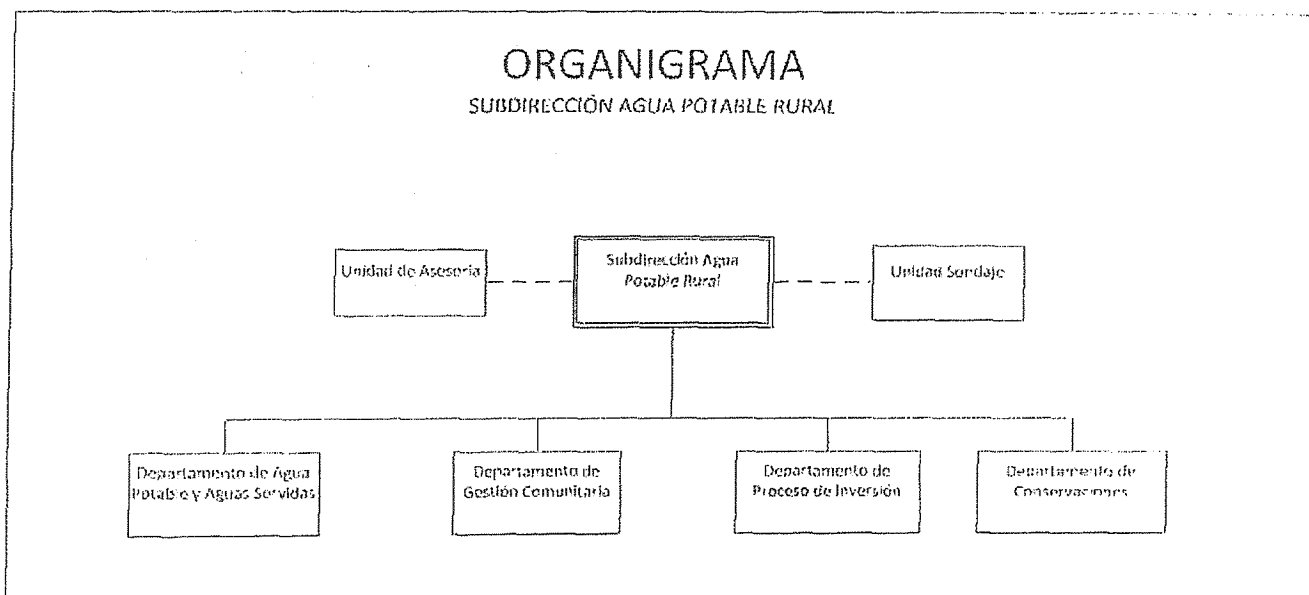 ORGANIGRAMA
SUBDIRECCIÓN AGUA POTABLE RURAL
Unidad de Asesoría
Subdirección Agua
Potable Rural
Unidad Sondaje
Departamento de Agua
Potable y Aguas Servidas
Departamento de
Gestión Comunitaria
Departamento de
Proceso de Inversión
Departamento de
Conservaciones